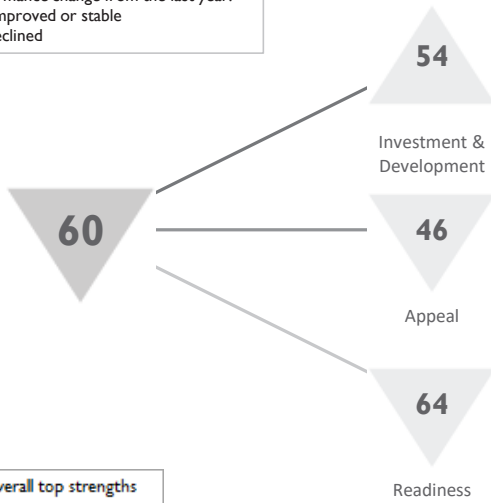 change from the last year:
mproved or stable
eclined
54
Investment &
Development
60
46
Appeal
64
verall top strengths
Readiness